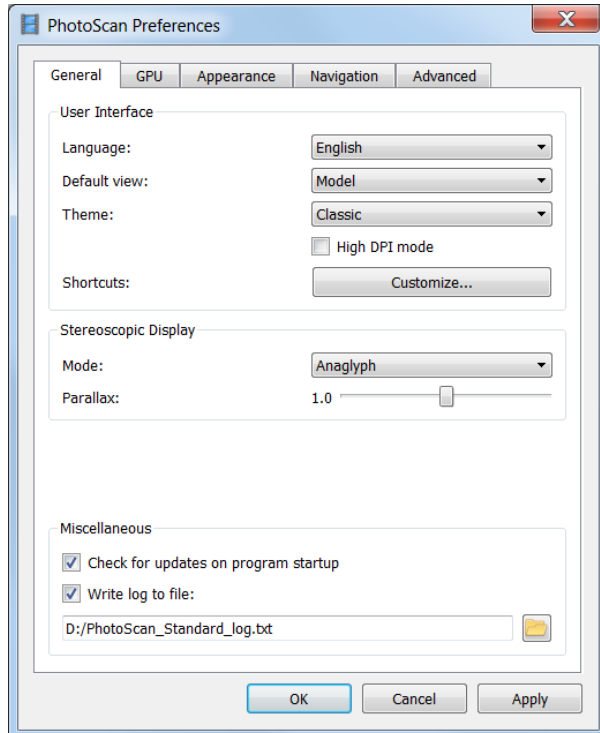 PhotoScan Preferences
General GPU Appearance Navigation Advanced
User Interface
Language: English
Default view: Model
Theme: Classic
High DPI mode
Shortcuts: Customize...
Stereoscopic Display
Mode: Anaglyph
Parallax: 1.0
Miscellaneous
Check for updates on program startup
Write log to file:
D:/PhotoScan_Standard_log.txt
OK Cancel Apply